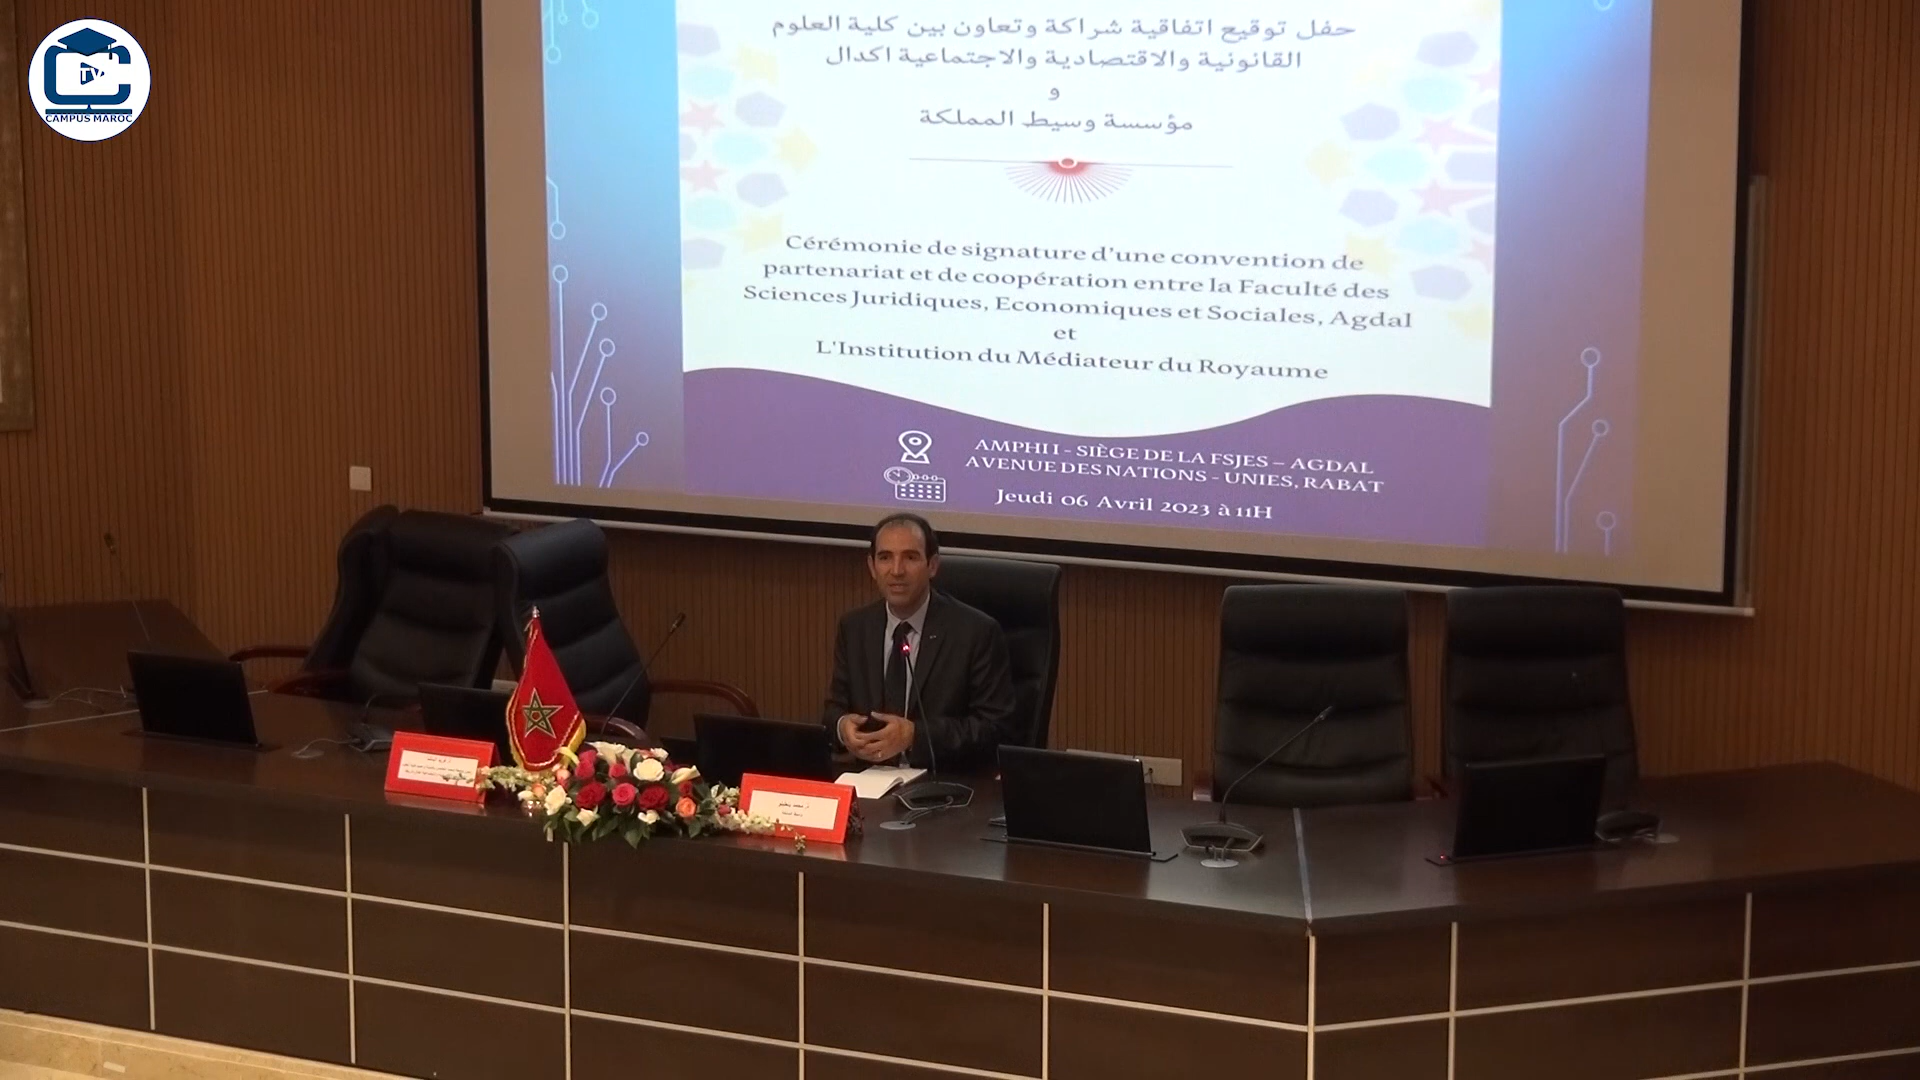 TV
CAMPUS MAROC
حفل توقيع اتفاقية شراكة وتعاون بين كلية العلوم
القانونية والاقتصادية والاجتماعية اكدال
و
مؤسسة وسيط المملكة
Cérémonie de signature d'une convention de
partenariat et de coopération entre la Faculté des
Sciences Juridiques, Economiques et Sociales, Agdal
et
L'Institution du Médiateur du Royaume
AMPHI I - SIÈGE DE LA FSJES – AGDAL
AVENUE DES NATIONS - UNIES, RABAT
Jeudi 06 Avril 2023 à 11H